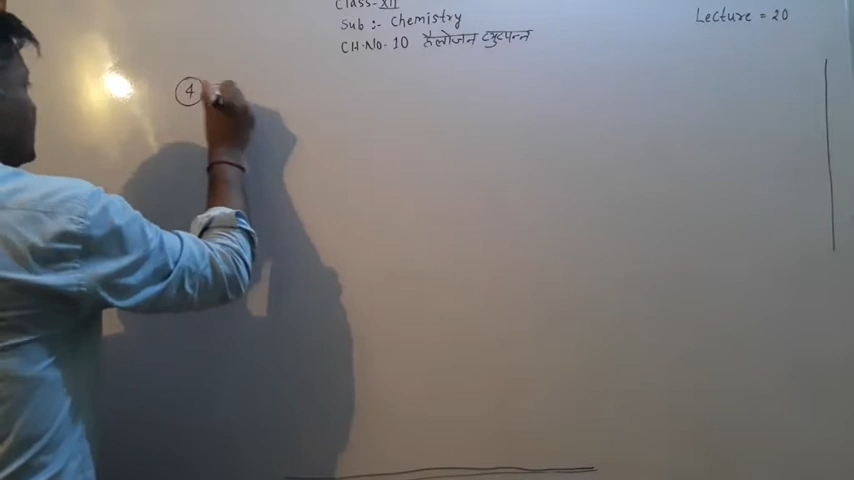 Class- XII
Sub :- Chemistry
CH.No. 10 हैलोजन व्युत्पन्न
Lecture = 20
4